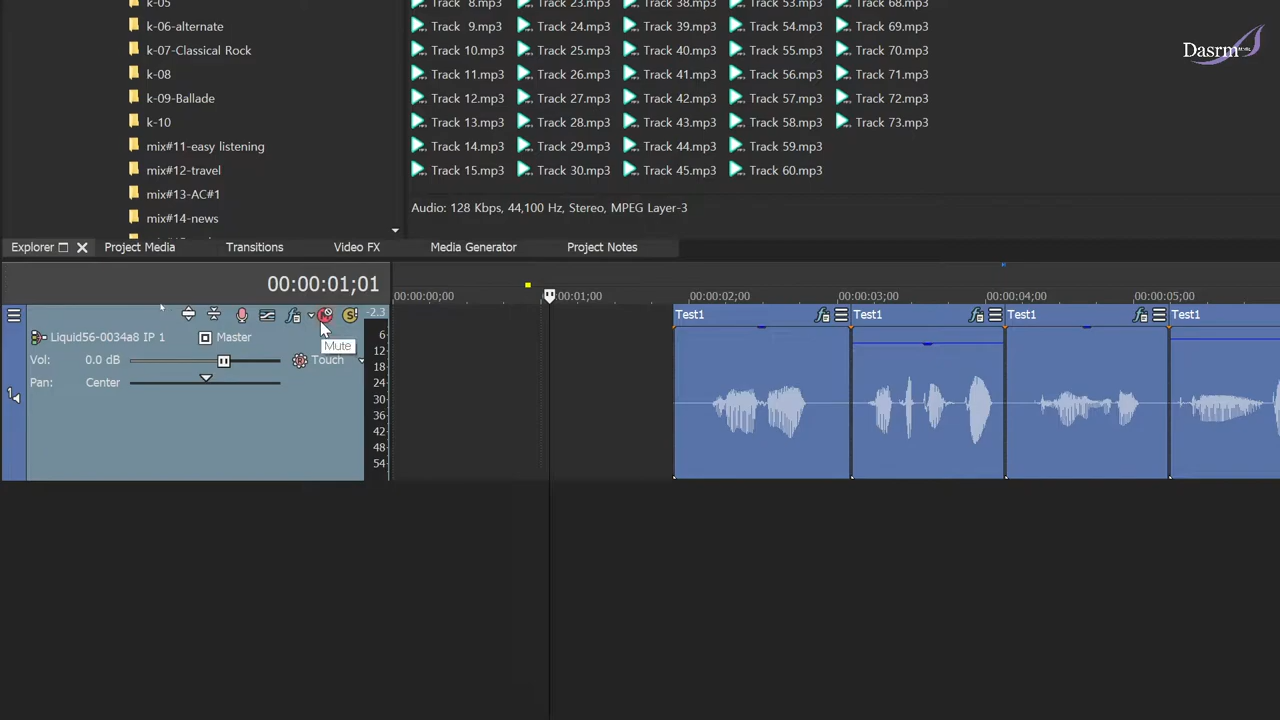 k-05
k-06-alternate
k-07-Classical Rock
k-08
k-09-Ballade
k-10
mix#11-easy listening
mix#12-travel
mix#13-AC#1
mix#14-news
Track 8.mp3 Track 23.mp3 Track 38.mp3 Track 53.mp3 Track 68.mp3
Track 9.mp3 Track 24.mp3 Track 39.mp3 Track 54.mp3 Track 69.mp3
Track 10.mp3 Track 25.mp3 Track 40.mp3 Track 55.mp3 Track 70.mp3
Track 11.mp3 Track 26.mp3 Track 41.mp3 Track 56.mp3 Track 71.mp3
Track 12.mp3 Track 27.mp3 Track 42.mp3 Track 57.mp3 Track 72.mp3
Track 13.mp3 Track 28.mp3 Track 43.mp3 Track 58.mp3 Track 73.mp3
Track 14.mp3 Track 29.mp3 Track 44.mp3 Track 59.mp3
Track 15.mp3 Track 30.mp3 Track 45.mp3 Track 60.mp3
Audio: 128 Kbps, 44,100 Hz, Stereo, MPEG Layer-3
Dasrm
Explorer Project Media Transitions Video FX Media Generator Project Notes
00:00:01;01
00:00:00;00 00:00:01;00 00:00:02;00 00:00:03;00 00:00:04;00 00:00:05;00
M S -2.3
Liquid56-0034a8 IP 1 Master
Mute
Vol: 0.0 dB Touch
Pan: Center
1
6
12
18
24
30
36
42
48
54
Test1 Test1 Test1 Test1